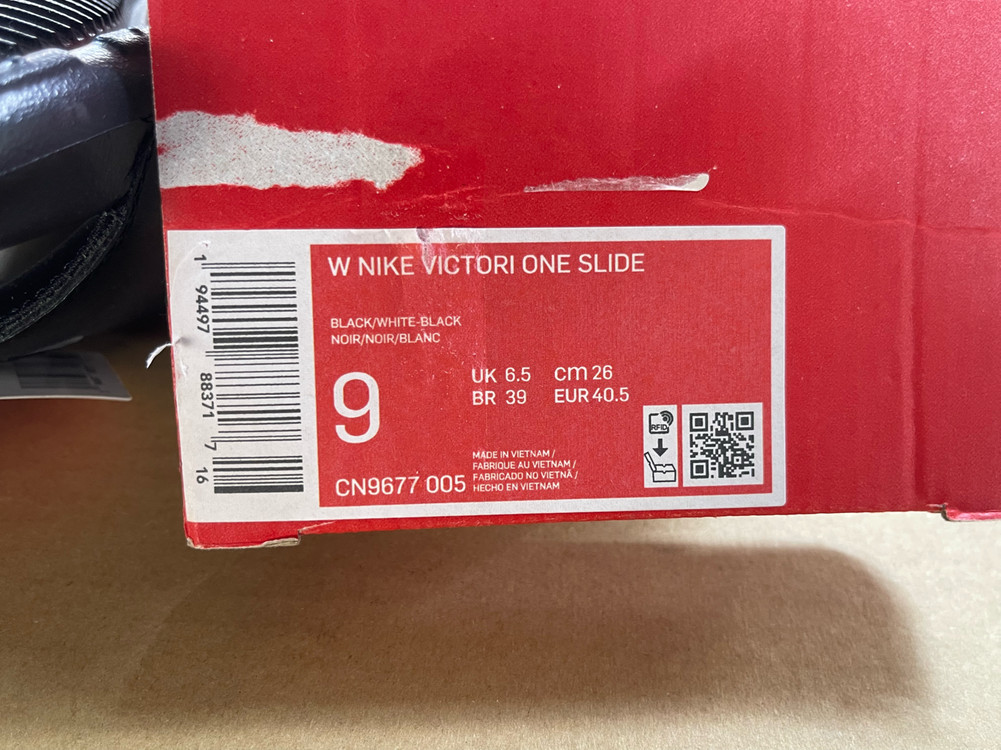 W NIKE VICTORI ONE SLIDE
BLACK/WHITE-BLACK
NOIR/NOIR/BLANC
9
UK 6.5 cm 26
BR 39 EUR 40.5
CN9677 005
MADE IN VIETNAM /
FABRIQUE AU VIETNAM /
FABRICADO NO VIETNÃ /
HECHO EN VIETNAM
RFID
1 94497 88371 7 16